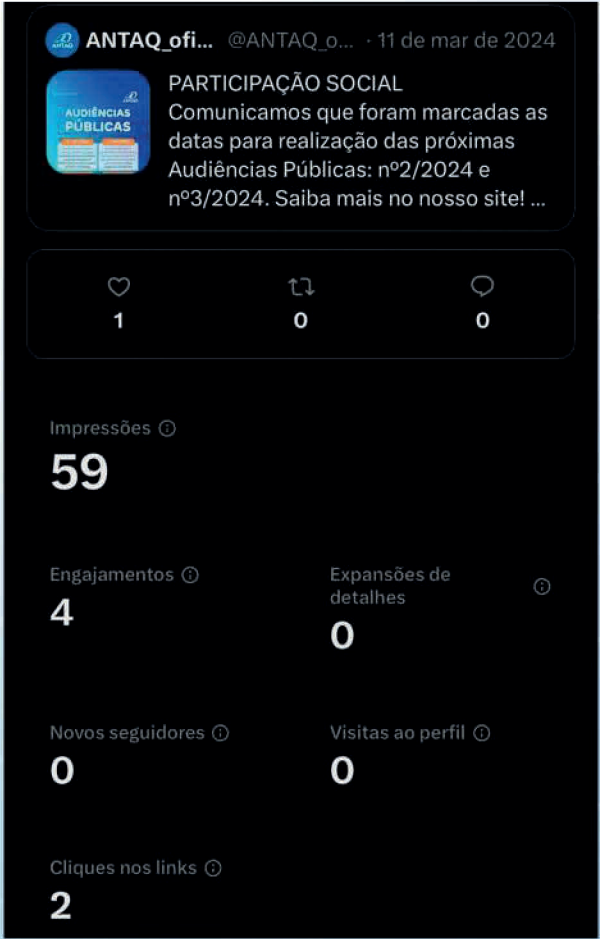 ANTAQ_ofi... @ANTAQ_o... · 11 de mar de 2024
ANTAQ
AUDIÊNCIAS
PÚBLICAS
PARTICIPAÇÃO SOCIAL
Comunicamos que foram marcadas as
datas para realização das próximas
Audiências Públicas: nº2/2024 e
nº3/2024. Saiba mais no nosso site! ...
1 0 0
Impressões
59
Engajamentos
4
Expansões de
detalhes
0
Novos seguidores
0
Visitas ao perfil
0
Cliques nos links
2